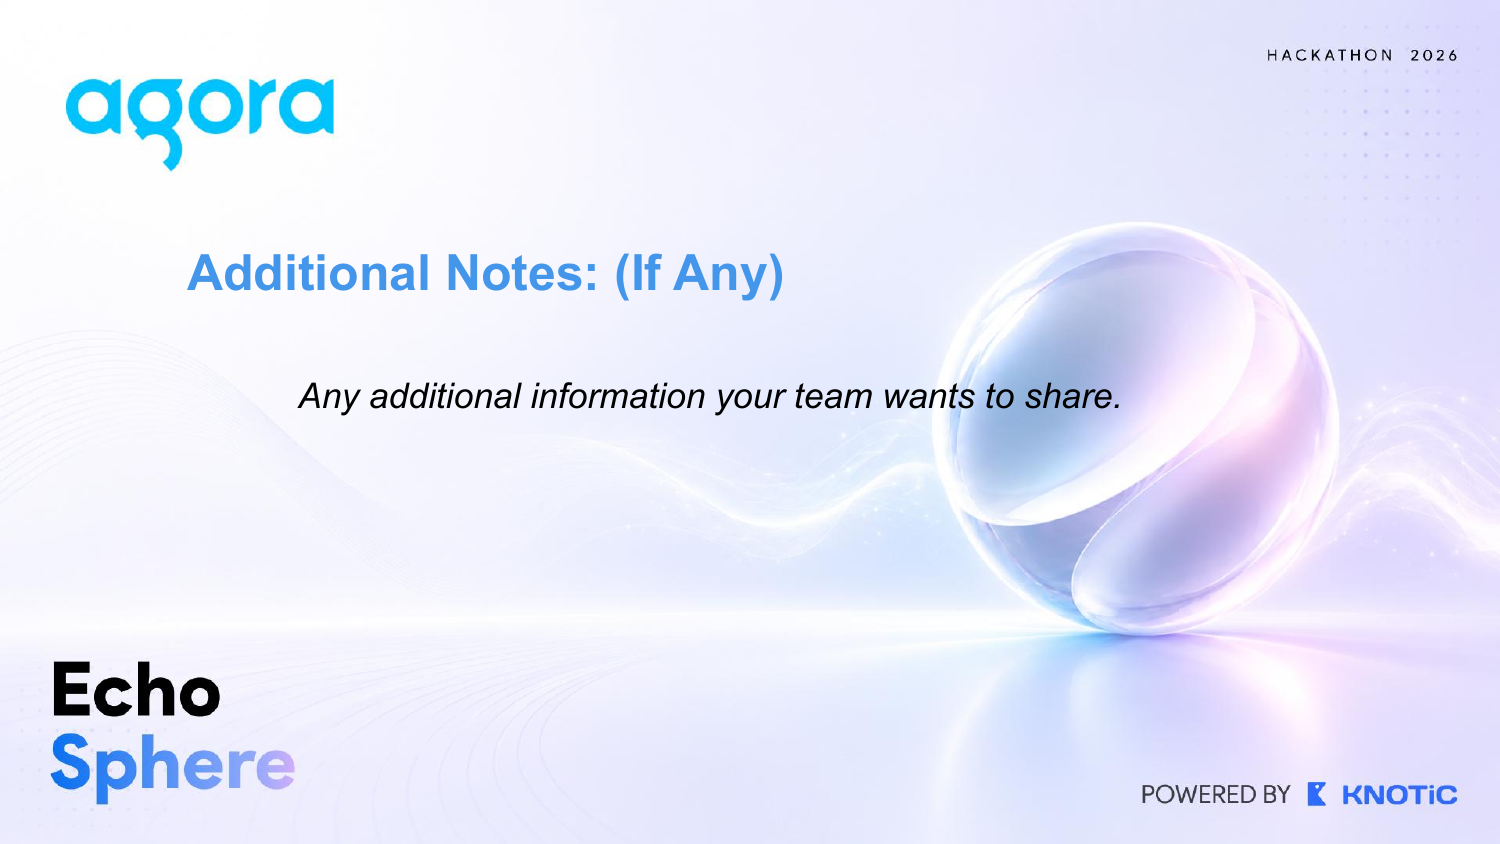 HACKATHON 2026
agora
Additional Notes: (If Any)
Any additional information your team wants to share.
Echo
Sphere
POWERED BY KNOTiC